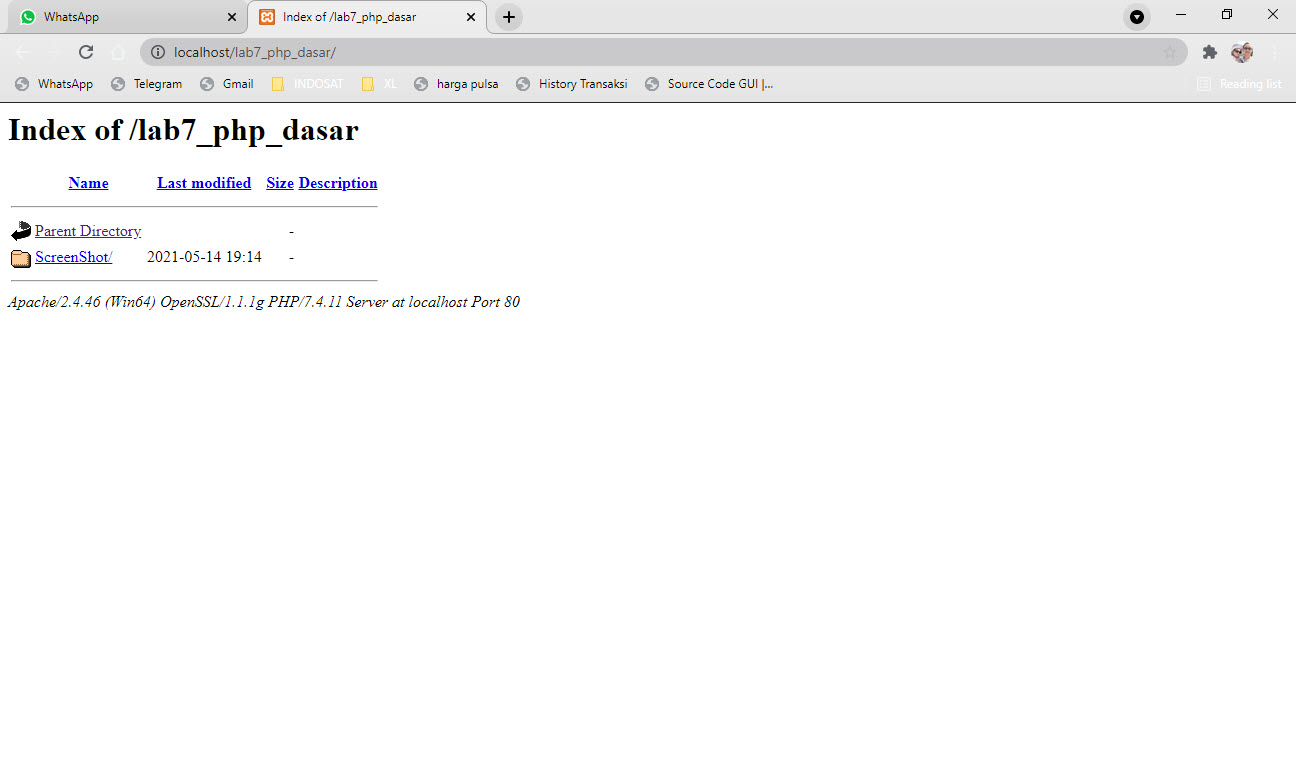 WhatsApp Index of /lab7_php_dasar
localhost/lab7_php_dasar/
WhatsApp Telegram Gmail INDOSAT XL harga pulsa History Transaksi Source Code GUI |... Reading list
Index of /lab7_php_dasar
Name Last modified Size Description
Parent Directory -
ScreenShot/ 2021-05-14 19:14 -
Apache/2.4.46 (Win64) OpenSSL/1.1.1g PHP/7.4.11 Server at localhost Port 80